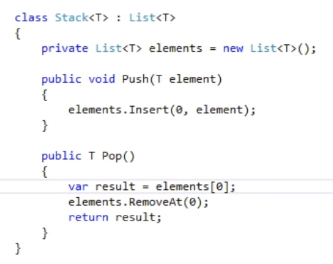 class Stack<T> : List<T>
{
    private List<T> elements = new List<T>();

    public void Push(T element)
    {
        elements.Insert(0, element);
    }

    public T Pop()
    {
        var result = elements[0];
        elements.RemoveAt(0);
        return result;
    }
}